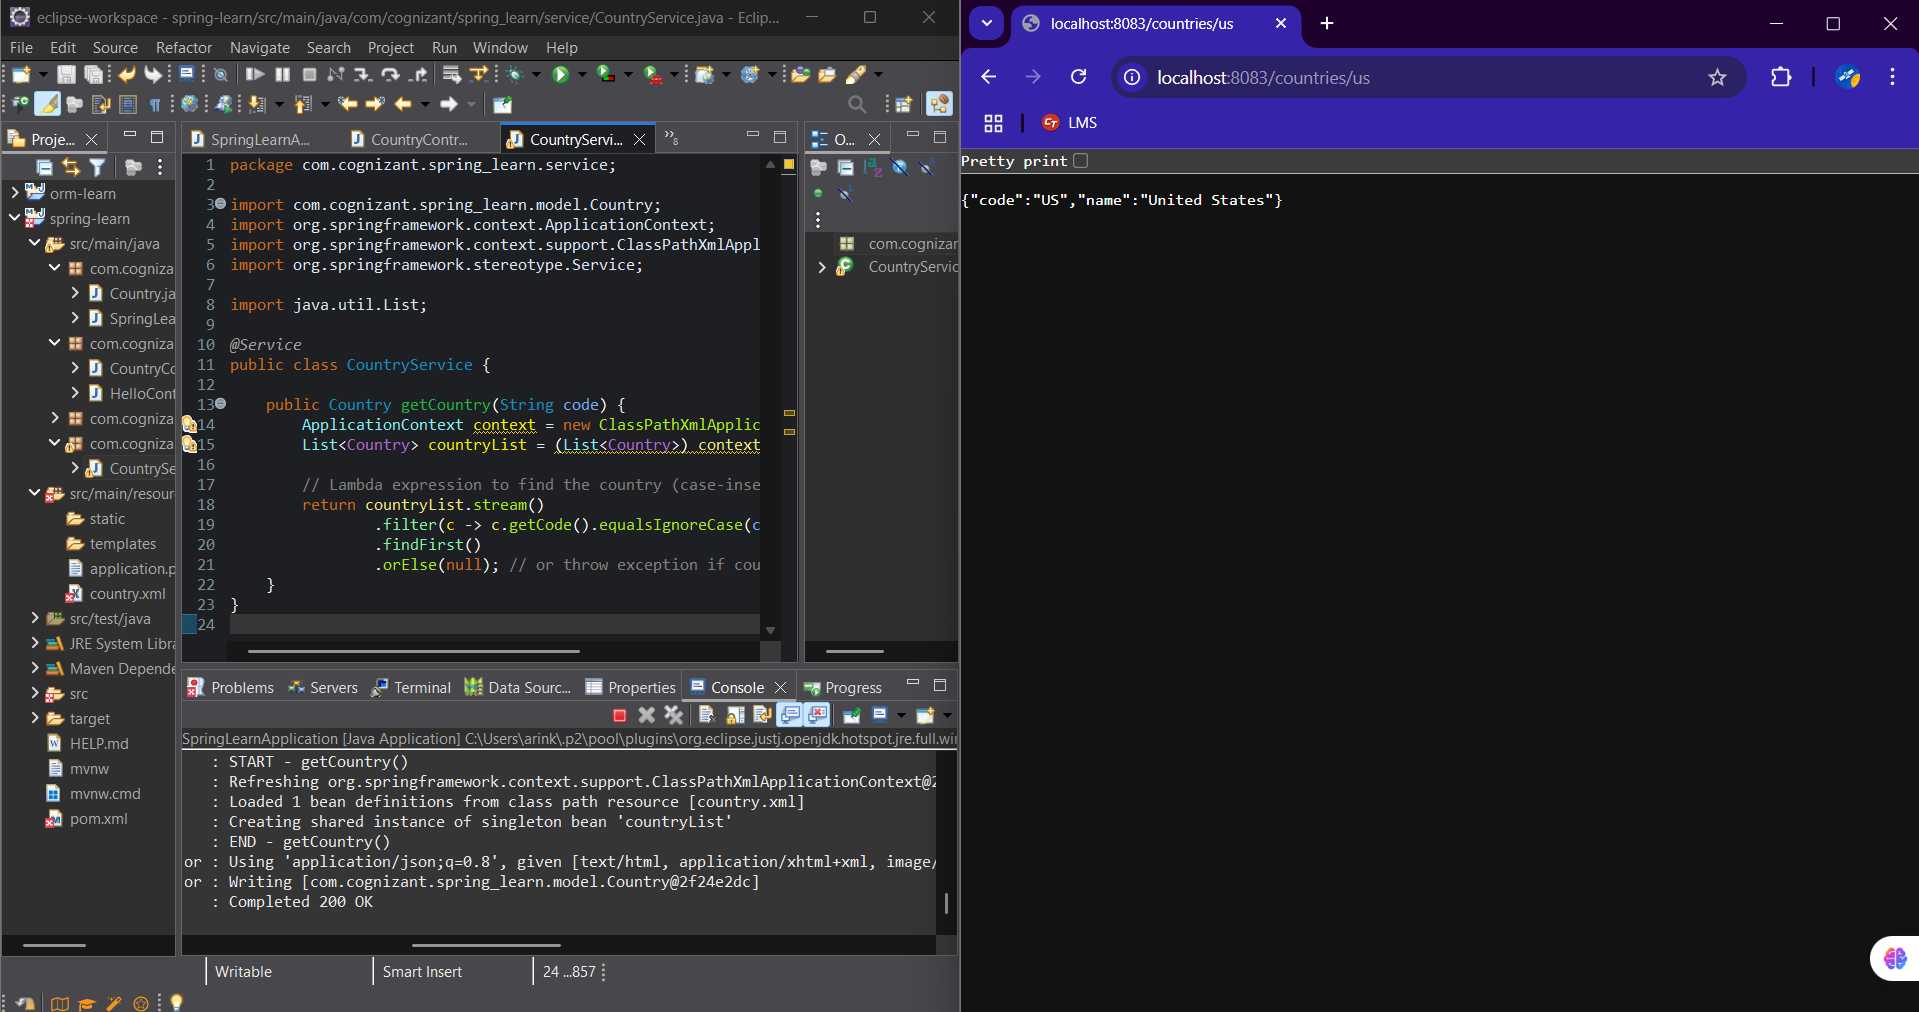 eclipse-workspace - spring-learn/src/main/java/com/cognizant/spring_learn/service/CountryService.java - Eclip...
File Edit Source Refactor Navigate Search Project Run Window Help
Proje...
orm-learn
spring-learn
src/main/java
com.cogniza
Country.ja
SpringLea
com.cogniza
CountryCo
HelloCont
com.cogniza
com.cogniza
CountrySe
src/main/resour
static
templates
application.p
country.xml
src/test/java
JRE System Libra
Maven Depende
src
target
HELP.md
mvnw
mvnw.cmd
pom.xml
SpringLearnA... CountryContr... CountryServi... »8
1 package com.cognizant.spring_learn.service;
2
3 import com.cognizant.spring_learn.model.Country;
4 import org.springframework.context.ApplicationContext;
5 import org.springframework.context.support.ClassPathXmlAppl
6 import org.springframework.stereotype.Service;
7
8 import java.util.List;
9
10 @Service
11 public class CountryService {
12
13 public Country getCountry(String code) {
14 ApplicationContext context = new ClassPathXmlApplic
15 List<Country> countryList = (List<Country>) context
16
17 // Lambda expression to find the country (case-inse
18 return countryList.stream()
19 .filter(c -> c.getCode().equalsIgnoreCase(c
20 .findFirst()
21 .orElse(null); // or throw exception if cou
22 }
23 }
24
O...
com.cognizar
CountryServic
Problems Servers Terminal Data Sourc... Properties Console Progress
SpringLearnApplication [Java Application] C:\Users\arink\.p2\pool\plugins\org.eclipse.justj.openjdk.hotspot.jre.full.wi
: START - getCountry()
: Refreshing org.springframework.context.support.ClassPathXmlApplicationContext@2
: Loaded 1 bean definitions from class path resource [country.xml]
: Creating shared instance of singleton bean 'countryList'
: END - getCountry()
or : Using 'application/json;q=0.8', given [text/html, application/xhtml+xml, image/
or : Writing [com.cognizant.spring_learn.model.Country@2f24e2dc]
: Completed 200 OK
Writable Smart Insert 24 ...857
localhost:8083/countries/us
localhost:8083/countries/us
LMS
Pretty print
{"code":"US","name":"United States"}